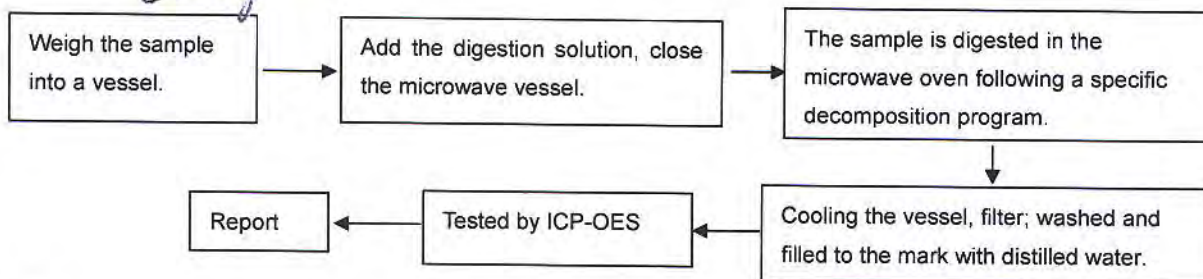 Weigh the sample
into a vessel.
Add the digestion solution, close
the microwave vessel.
The sample is digested in the
microwave oven following a specific
decomposition program.
Cooling the vessel, filter; washed and
filled to the mark with distilled water.
Tested by ICP-OES
Report